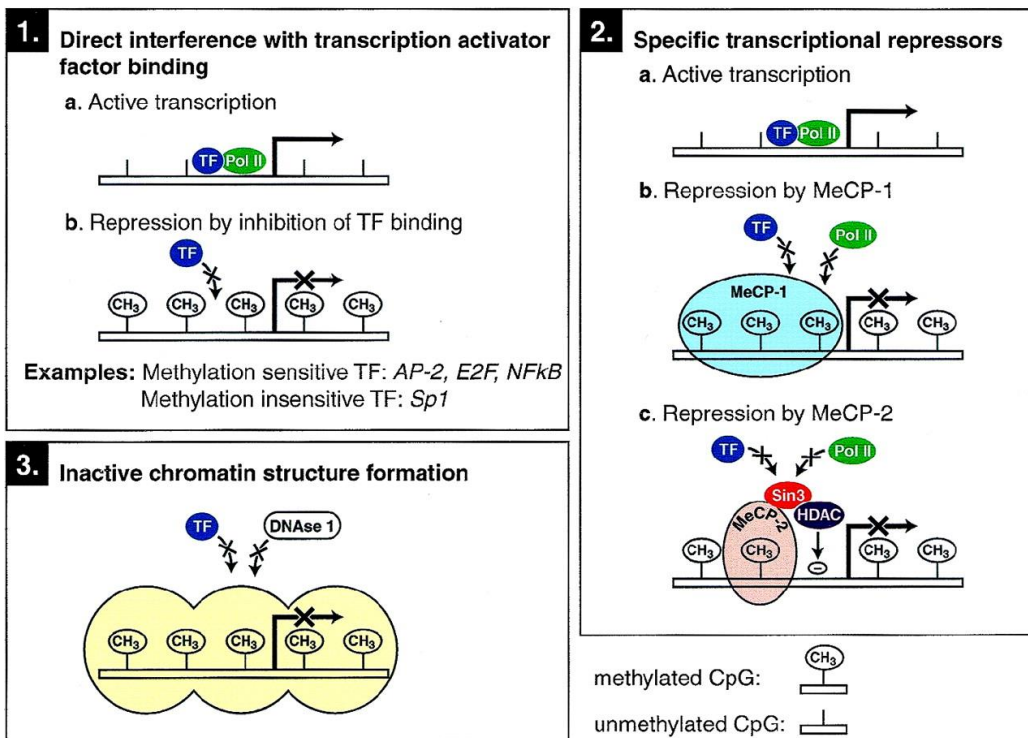 1.
Direct interference with transcription activator
factor binding
a. Active transcription
TF Pol II
b. Repression by inhibition of TF binding
TF
CH₃ CH₃ CH₃ CH₃ CH₃
Examples: Methylation sensitive TF: AP-2, E2F, NFkB
Methylation insensitive TF: Sp1
2.
Specific transcriptional repressors
a. Active transcription
TF Pol II
b. Repression by MeCP-1
TF Pol II
MeCP-1
CH₃ CH₃ CH₃ CH₃ CH₃
c. Repression by MeCP-2
TF Pol II
Sin3
MeCP-2 HDAC
CH₃ CH₃ CH₃ CH₃
−
3.
Inactive chromatin structure formation
TF DNAse 1
CH₃ CH₃ CH₃ CH₃ CH₃
CH₃
methylated CpG:
unmethylated CpG: